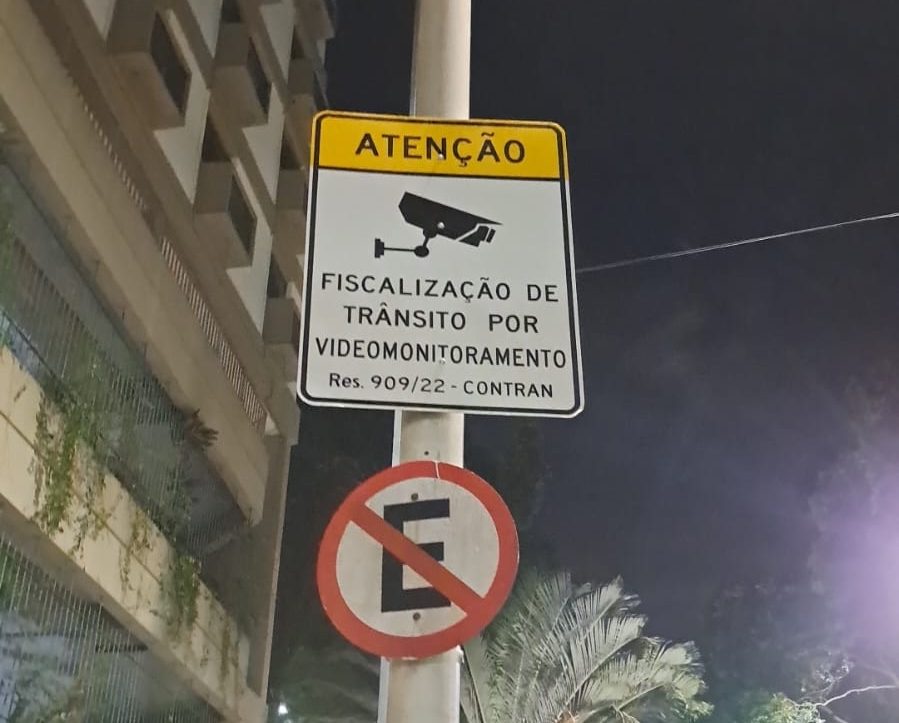 ATENÇÃO
FISCALIZAÇÃO DE
TRÂNSITO POR
VIDEOMONITORAMENTO
Res. 909/22 - CONTRAN
E